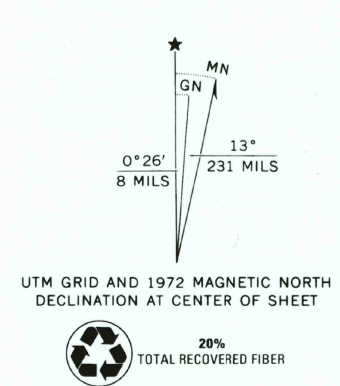 ★
MN
GN
0°26′
8 MILS
13°
231 MILS
UTM GRID AND 1972 MAGNETIC NORTH
DECLINATION AT CENTER OF SHEET
20%
TOTAL RECOVERED FIBER